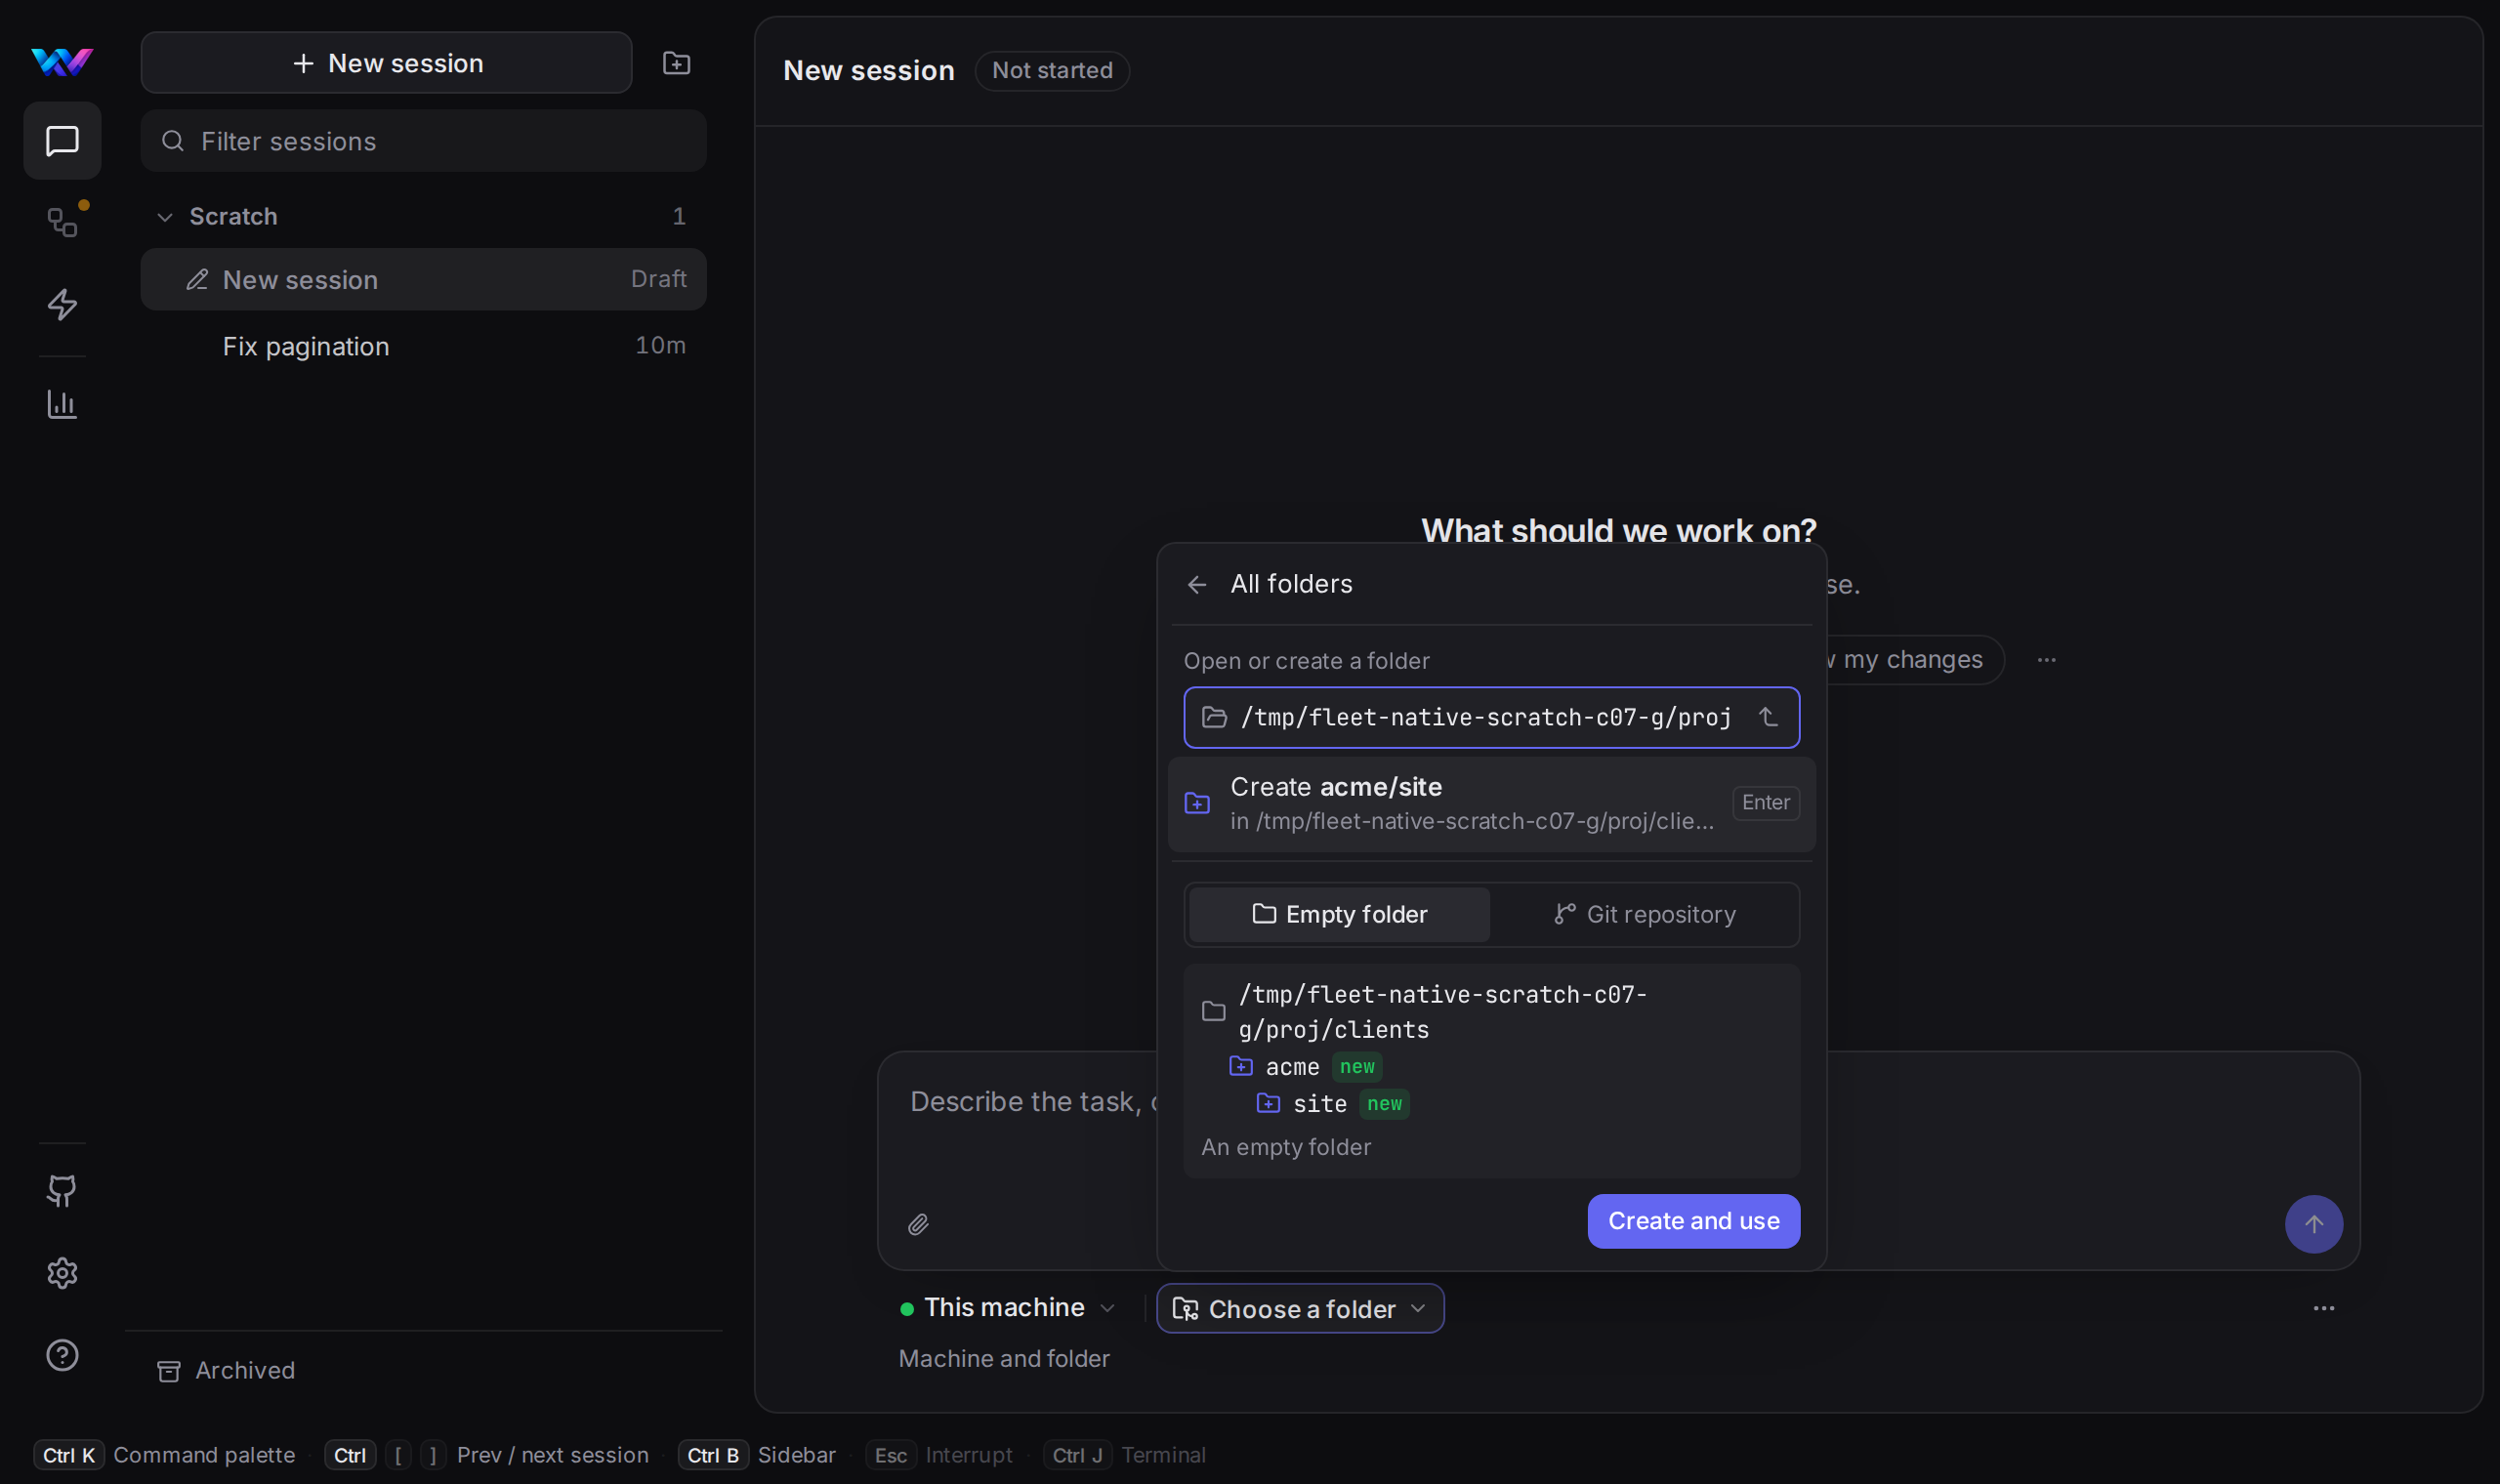 New session
Filter sessions
Scratch 1
New session Draft
Fix pagination 10m
Archived
New session Not started
What should we work on?
se.
my changes
All folders
Open or create a folder
/tmp/fleet-native-scratch-c07-g/proj
Create acme/site
in /tmp/fleet-native-scratch-c07-g/proj/clie...
Enter
Empty folder Git repository
/tmp/fleet-native-scratch-c07-
g/proj/clients
acme new
site new
An empty folder
Create and use
Describe the task,
This machine Choose a folder
Machine and folder
Ctrl K Command palette · Ctrl [ ] Prev / next session · Ctrl B Sidebar · Esc Interrupt · Ctrl J Terminal